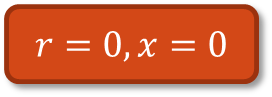 r = 0, x = 0